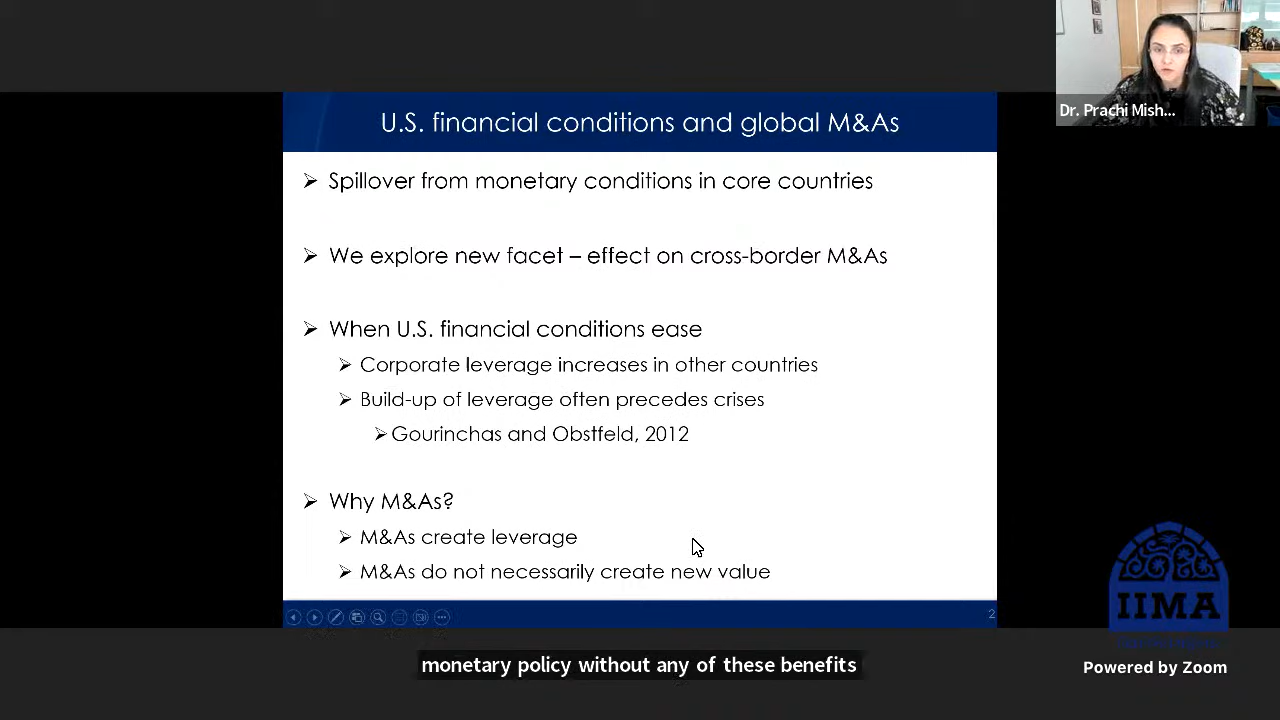 Dr. Prachi Mish...
U.S. financial conditions and global M&As
➢ Spillover from monetary conditions in core countries
➢ We explore new facet – effect on cross-border M&As
➢ When U.S. financial conditions ease
➢ Corporate leverage increases in other countries
➢ Build-up of leverage often precedes crises
➢ Gourinchas and Obstfeld, 2012
➢ Why M&As?
➢ M&As create leverage
➢ M&As do not necessarily create new value
2
IIMA
monetary policy without any of these benefits
Powered by Zoom